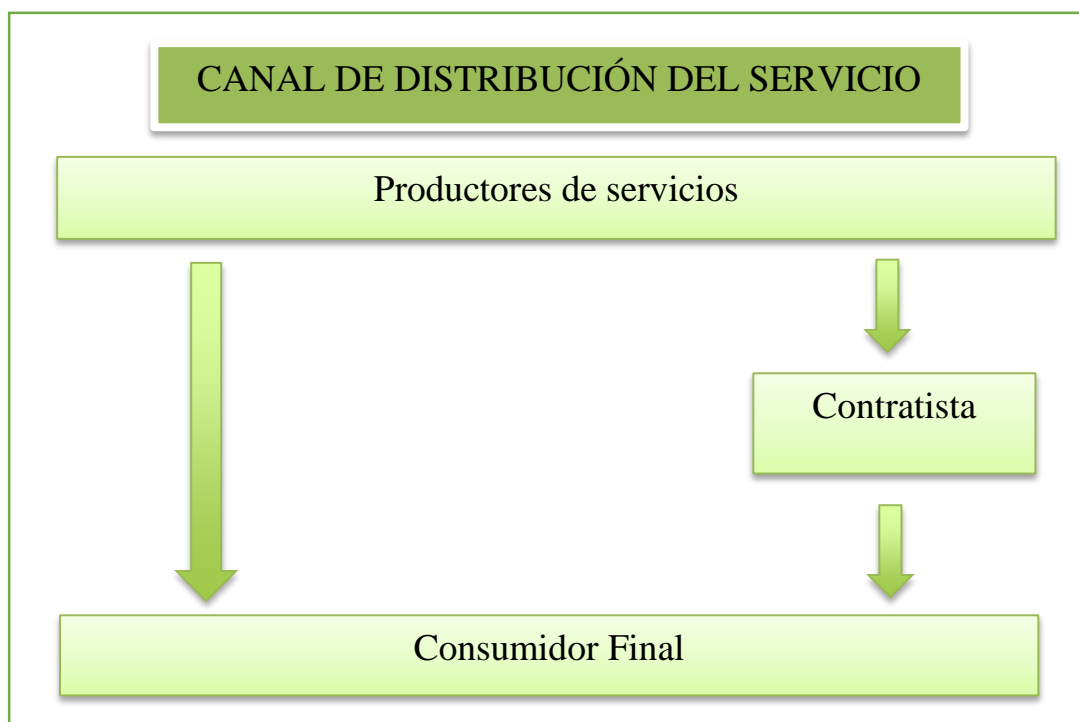 CANAL DE DISTRIBUCIÓN DEL SERVICIO
Productores de servicios
Contratista
Consumidor Final